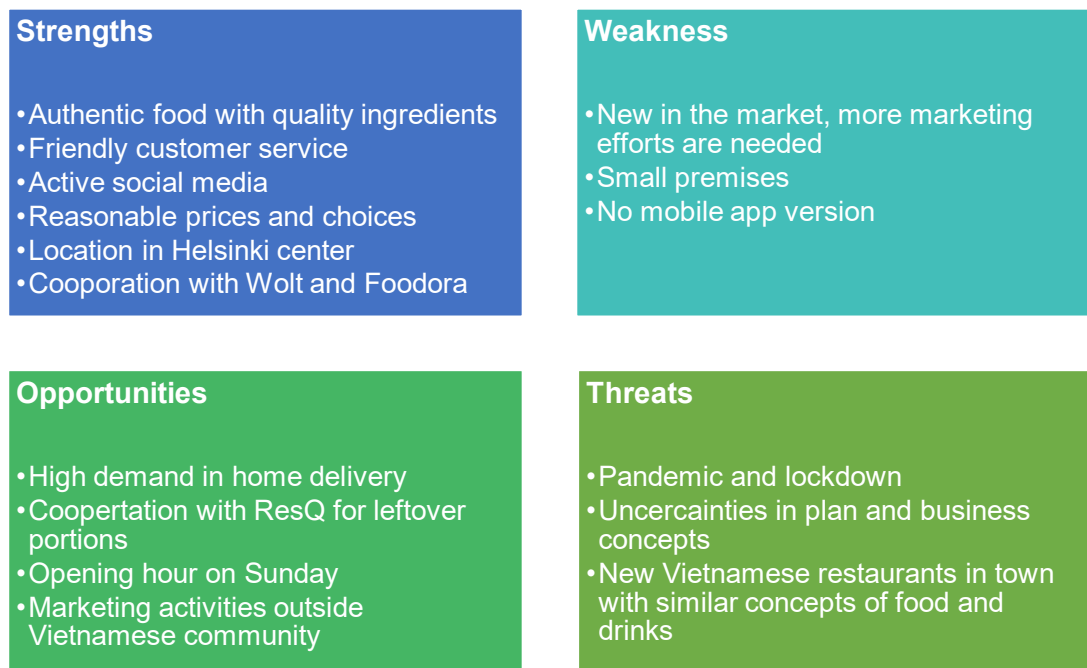 Strengths
•Authentic food with quality ingredients
•Friendly customer service
•Active social media
•Reasonable prices and choices
•Location in Helsinki center
•Cooporation with Wolt and Foodora
Weakness
•New in the market, more marketing
efforts are needed
•Small premises
•No mobile app version
Opportunities
•High demand in home delivery
•Coopertation with ResQ for leftover
portions
•Opening hour on Sunday
•Marketing activities outside
Vietnamese community
Threats
•Pandemic and lockdown
•Uncercainties in plan and business
concepts
•New Vietnamese restaurants in town
with similar concepts of food and
drinks